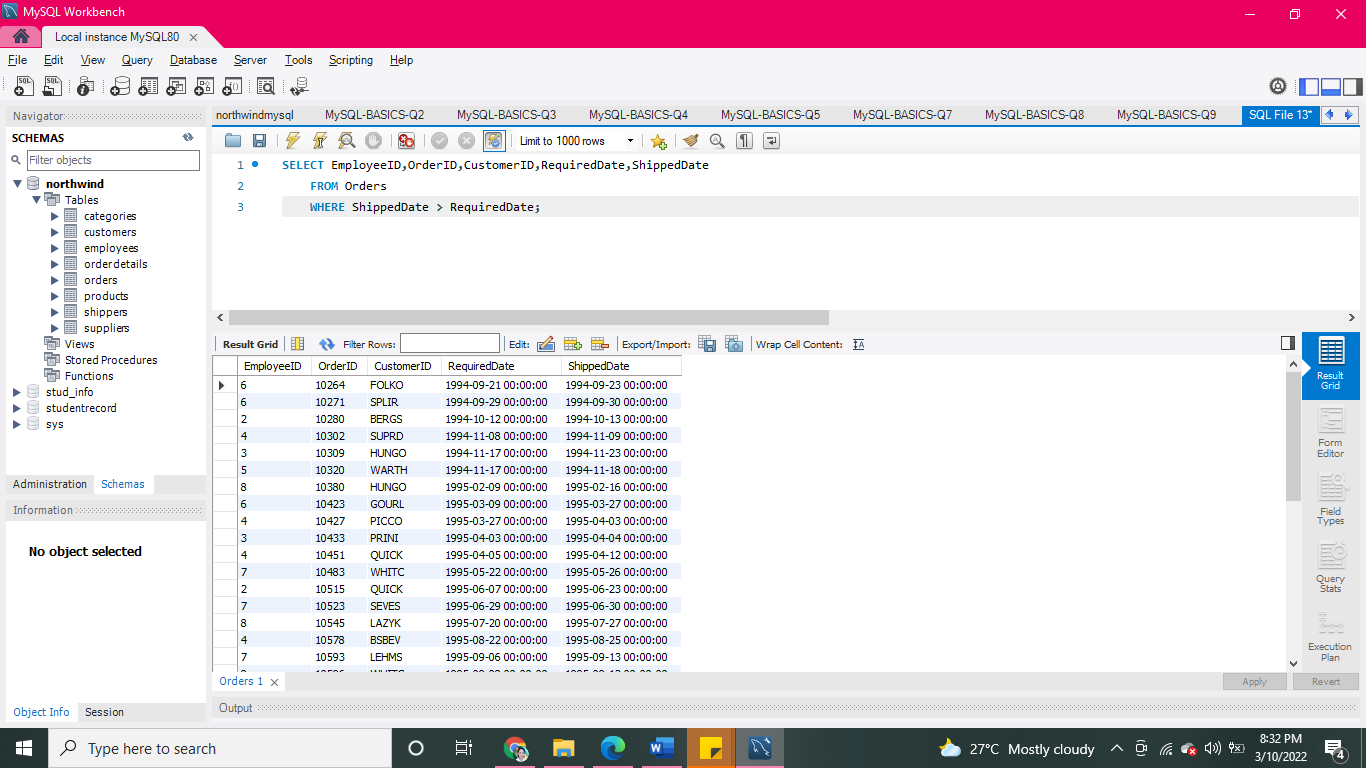 MySQL Workbench
Local instance MySQL80
File Edit View Query Database Server Tools Scripting Help
Navigator
SCHEMAS
Filter objects
northwind
Tables
categories
customers
employees
orderdetails
orders
products
shippers
suppliers
Views
Stored Procedures
Functions
stud_info
studentrecord
sys
Administration Schemas
Information
No object selected
Object Info Session
northwindmysql MySQL-BASICS-Q2 MySQL-BASICS-Q3 MySQL-BASICS-Q4 MySQL-BASICS-Q5 MySQL-BASICS-Q7 MySQL-BASICS-Q8 MySQL-BASICS-Q9 SQL File 13*
Limit to 1000 rows
1 SELECT EmployeeID,OrderID,CustomerID,RequiredDate,ShippedDate
2 FROM Orders
3 WHERE ShippedDate > RequiredDate;
Result Grid Filter Rows: Edit: Export/Import: Wrap Cell Content:
EmployeeID OrderID CustomerID RequiredDate ShippedDate
6 10264 FOLKO 1994-09-21 00:00:00 1994-09-23 00:00:00
6 10271 SPLIR 1994-09-29 00:00:00 1994-09-30 00:00:00
2 10280 BERGS 1994-10-12 00:00:00 1994-10-13 00:00:00
4 10302 SUPRD 1994-11-08 00:00:00 1994-11-09 00:00:00
3 10309 HUNGO 1994-11-17 00:00:00 1994-11-23 00:00:00
5 10320 WARTH 1994-11-17 00:00:00 1994-11-18 00:00:00
8 10380 HUNGO 1995-02-09 00:00:00 1995-02-16 00:00:00
6 10423 GOURL 1995-03-09 00:00:00 1995-03-27 00:00:00
4 10427 PICCO 1995-03-27 00:00:00 1995-04-03 00:00:00
3 10433 PRINI 1995-04-03 00:00:00 1995-04-04 00:00:00
4 10451 QUICK 1995-04-05 00:00:00 1995-04-12 00:00:00
7 10483 WHITC 1995-05-22 00:00:00 1995-05-26 00:00:00
2 10515 QUICK 1995-06-07 00:00:00 1995-06-23 00:00:00
7 10523 SEVES 1995-06-29 00:00:00 1995-06-30 00:00:00
8 10545 LAZYK 1995-07-20 00:00:00 1995-07-27 00:00:00
4 10578 BSBEV 1995-08-22 00:00:00 1995-08-25 00:00:00
7 10593 LEHMS 1995-09-06 00:00:00 1995-09-13 00:00:00
Result
Grid
Form
Editor
Field
Types
Query
Stats
Execution
Plan
Orders 1
Apply Revert
Output
Type here to search
27°C Mostly cloudy
8:32 PM
3/10/2022
4